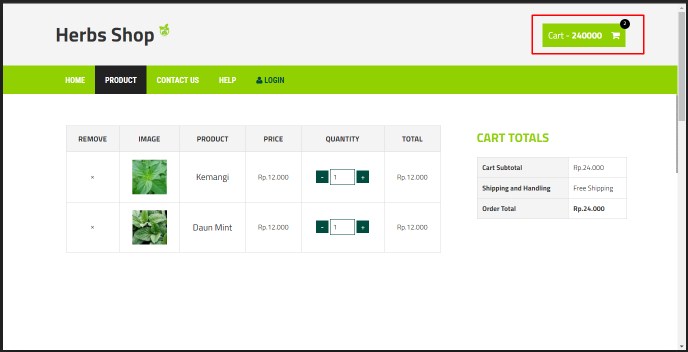 Herbs Shop
Cart - 240000
2
HOME PRODUCT CONTACT US HELP LOGIN
REMOVE IMAGE PRODUCT PRICE QUANTITY TOTAL
× Kemangi Rp.12.000 - 1 + Rp.12.000
× Daun Mint Rp.12.000 - 1 + Rp.12.000
CART TOTALS
Cart Subtotal Rp.24.000
Shipping and Handling Free Shipping
Order Total Rp.24.000